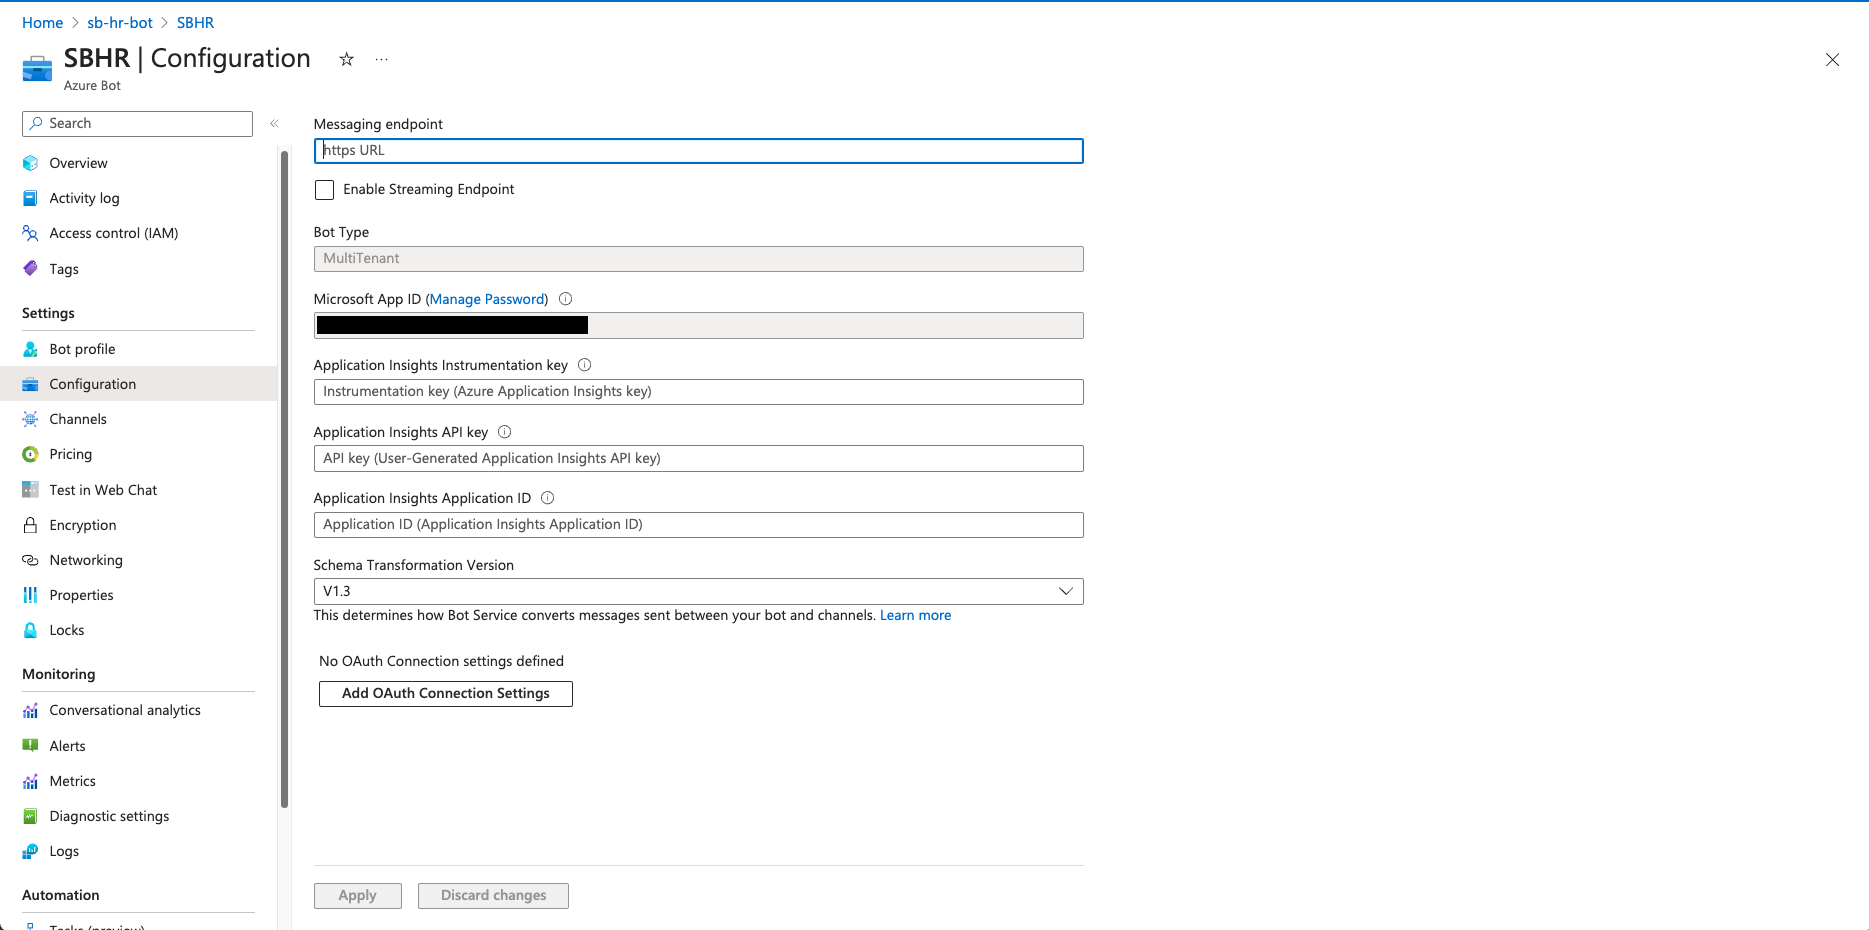 Home > sb-hr-bot > SBHR
SBHR | Configuration
Azure Bot
Search
Overview
Activity log
Access control (IAM)
Tags
Settings
Bot profile
Configuration
Channels
Pricing
Test in Web Chat
Encryption
Networking
Properties
Locks
Monitoring
Conversational analytics
Alerts
Metrics
Diagnostic settings
Logs
Automation
Tasks (preview)
Messaging endpoint
https URL
Enable Streaming Endpoint
Bot Type
MultiTenant
Microsoft App ID (Manage Password)
Application Insights Instrumentation key
Instrumentation key (Azure Application Insights key)
Application Insights API key
API key (User-Generated Application Insights API key)
Application Insights Application ID
Application ID (Application Insights Application ID)
Schema Transformation Version
V1.3
This determines how Bot Service converts messages sent between your bot and channels. Learn more
No OAuth Connection settings defined
Add OAuth Connection Settings
Apply
Discard changes